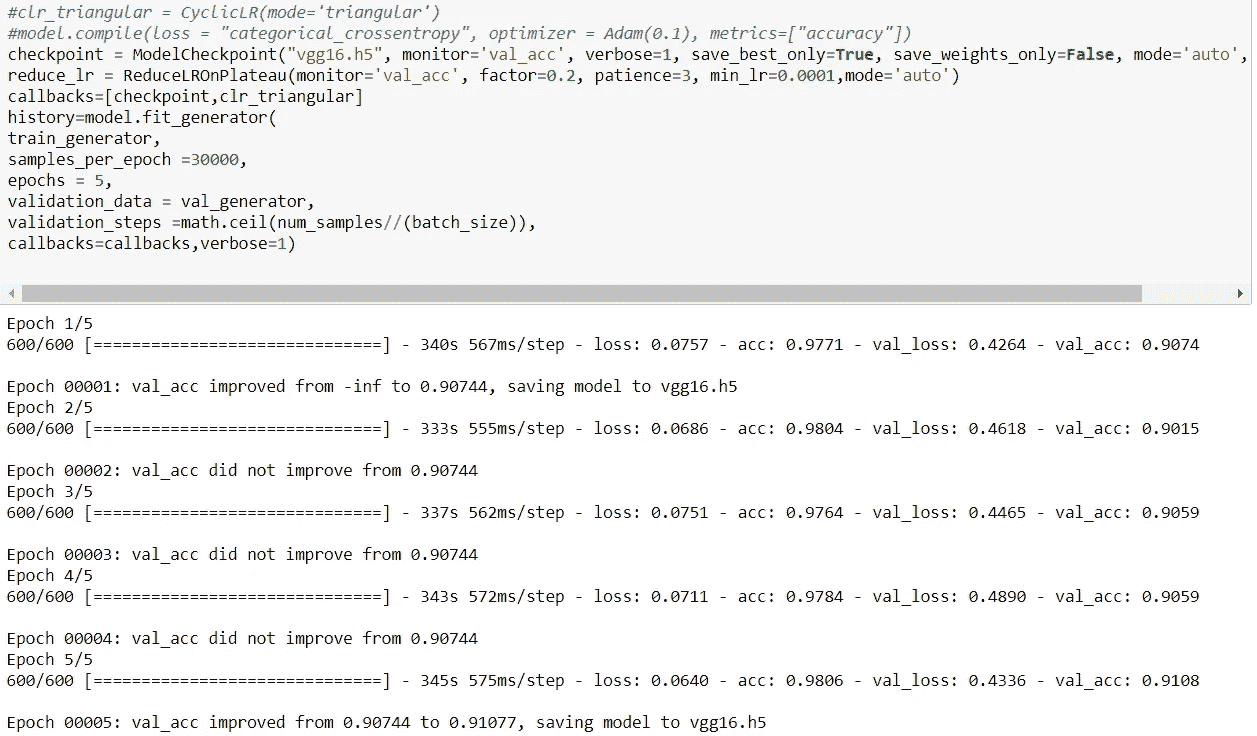 #clr_triangular = CyclicLR(mode='triangular')
#model.compile(loss = "categorical_crossentropy", optimizer = Adam(0.1), metrics=["accuracy"])
checkpoint = ModelCheckpoint("vgg16.h5", monitor='val_acc', verbose=1, save_best_only=True, save_weights_only=False, mode='auto',
reduce_lr = ReduceLROnPlateau(monitor='val_acc', factor=0.2, patience=3, min_lr=0.0001,mode='auto')
callbacks=[checkpoint,clr_triangular]
history=model.fit_generator(
train_generator,
samples_per_epoch =30000,
epochs = 5,
validation_data = val_generator,
validation_steps =math.ceil(num_samples//(batch_size)),
callbacks=callbacks,verbose=1)
Epoch 1/5
600/600 [==============================] - 340s 567ms/step - loss: 0.0757 - acc: 0.9771 - val_loss: 0.4264 - val_acc: 0.9074
Epoch 00001: val_acc improved from -inf to 0.90744, saving model to vgg16.h5
Epoch 2/5
600/600 [==============================] - 333s 555ms/step - loss: 0.0686 - acc: 0.9804 - val_loss: 0.4618 - val_acc: 0.9015
Epoch 00002: val_acc did not improve from 0.90744
Epoch 3/5
600/600 [==============================] - 337s 562ms/step - loss: 0.0751 - acc: 0.9764 - val_loss: 0.4465 - val_acc: 0.9059
Epoch 00003: val_acc did not improve from 0.90744
Epoch 4/5
600/600 [==============================] - 343s 572ms/step - loss: 0.0711 - acc: 0.9784 - val_loss: 0.4890 - val_acc: 0.9059
Epoch 00004: val_acc did not improve from 0.90744
Epoch 5/5
600/600 [==============================] - 345s 575ms/step - loss: 0.0640 - acc: 0.9806 - val_loss: 0.4336 - val_acc: 0.9108
Epoch 00005: val_acc improved from 0.90744 to 0.91077, saving model to vgg16.h5